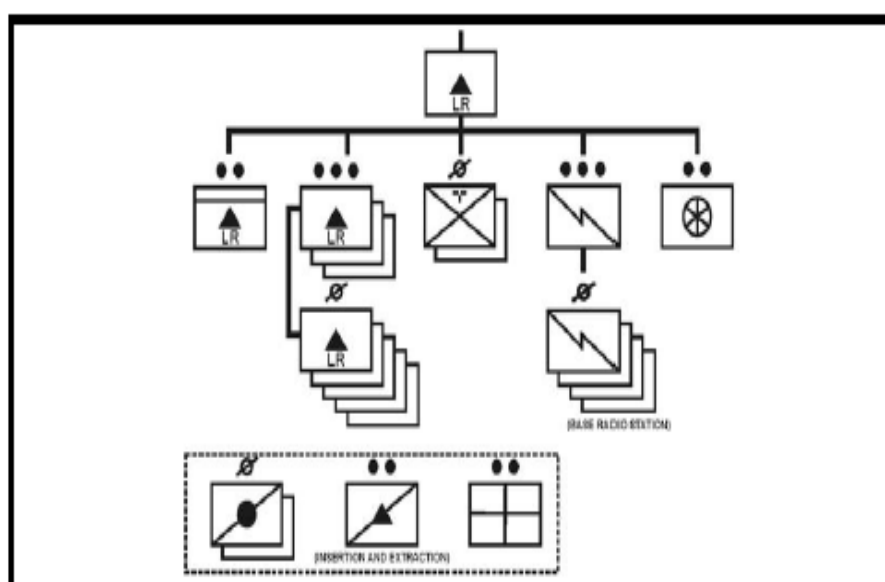 LR
LR
LR
LR
(BASE RADIO STATION)
(INSERTION AND EXTRACTION)